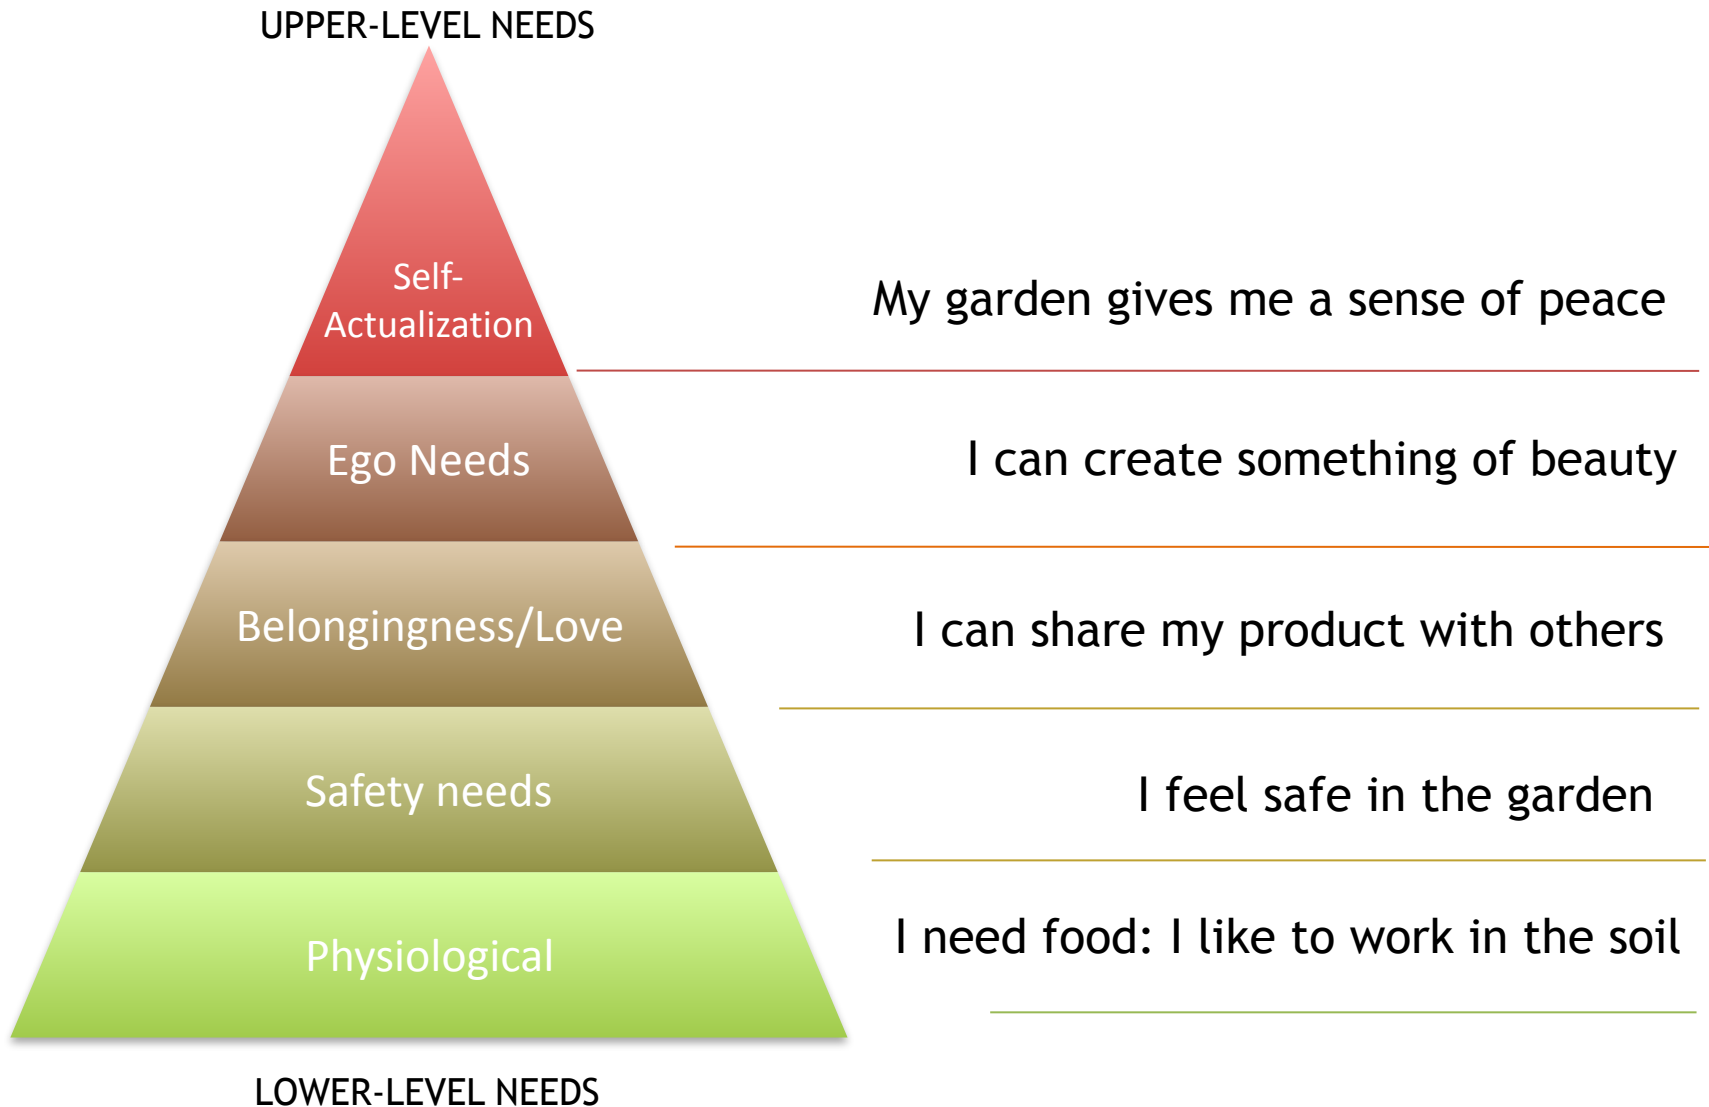 UPPER-LEVEL NEEDS
Self-
Actualization
My garden gives me a sense of peace
Ego Needs
I can create something of beauty
Belongingness/Love
I can share my product with others
Safety needs
I feel safe in the garden
Physiological
I need food: I like to work in the soil
LOWER-LEVEL NEEDS